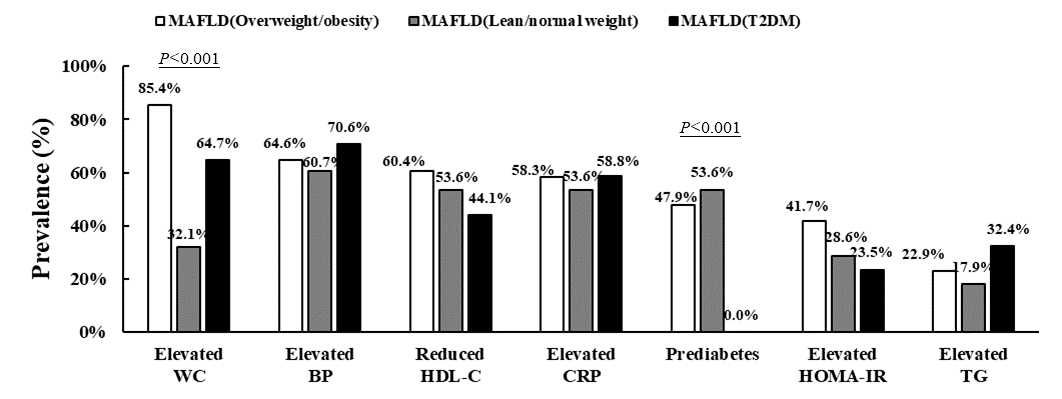 MAFLD(Overweight/obesity) MAFLD(Lean/normal weight) MAFLD(T2DM)
P<0.001
P<0.001
Prevalence (%)
100%
80%
60%
40%
20%
0%
85.4% 32.1% 64.7%
64.6% 60.7% 70.6%
60.4% 53.6% 44.1%
58.3% 53.6% 58.8%
47.9% 53.6% 0.0%
41.7% 28.6% 23.5%
22.9% 17.9% 32.4%
Elevated WC
Elevated BP
Reduced HDL-C
Elevated CRP
Prediabetes
Elevated HOMA-IR
Elevated TG